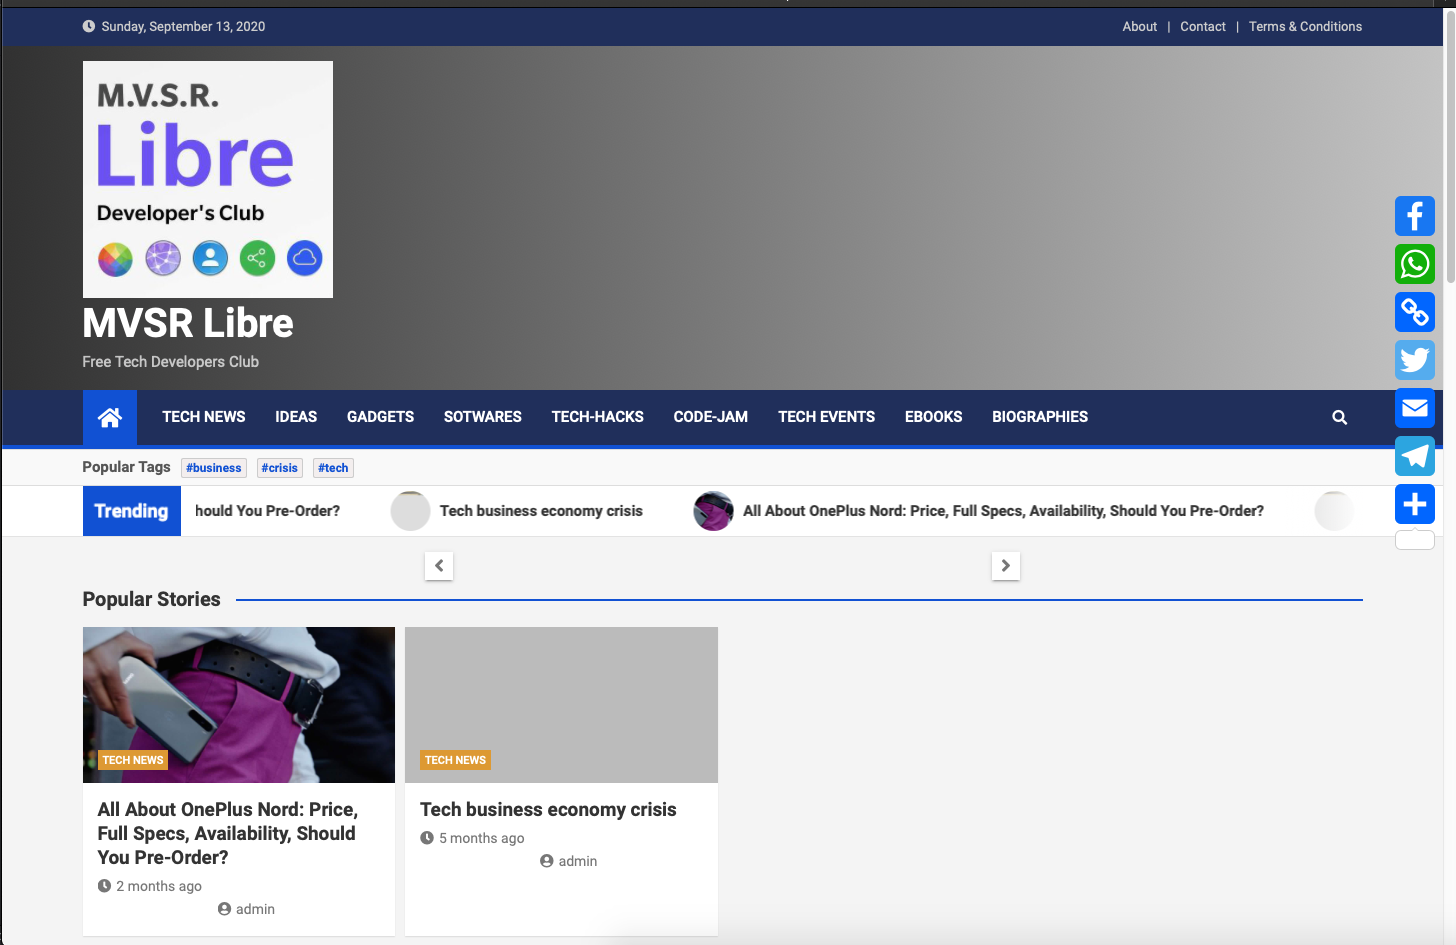 Sunday, September 13, 2020
About | Contact | Terms & Conditions
M.V.S.R.
Libre
Developer's Club
MVSR Libre
Free Tech Developers Club
TECH NEWS IDEAS GADGETS SOTWARES TECH-HACKS CODE-JAM TECH EVENTS EBOOKS BIOGRAPHIES
Popular Tags #business #crisis #tech
Trending hould You Pre-Order? Tech business economy crisis All About OnePlus Nord: Price, Full Specs, Availability, Should You Pre-Order?
Popular Stories
TECH NEWS
All About OnePlus Nord: Price,
Full Specs, Availability, Should
You Pre-Order?
2 months ago
admin
TECH NEWS
Tech business economy crisis
5 months ago
admin